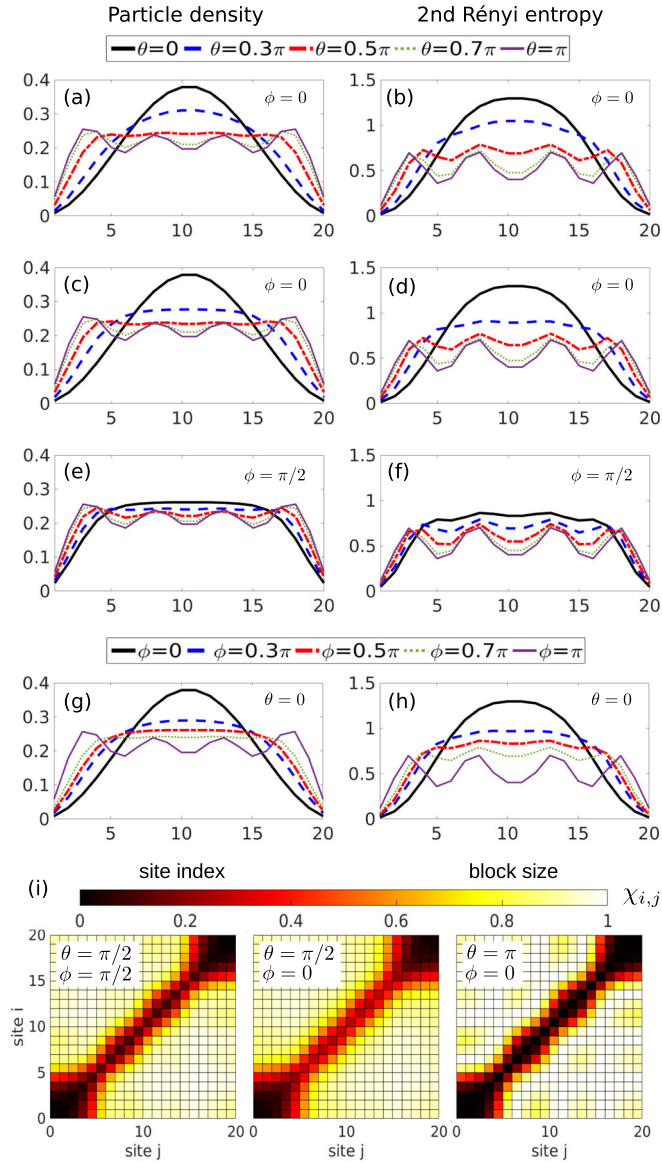 Particle density 2nd Rényi entropy
θ=0 θ=0.3π θ=0.5π θ=0.7π θ=π
(a) ϕ = 0
0.4
0.3
0.2
0.1
0
5 10 15 20
(b) ϕ = 0
1.5
1
0.5
0
5 10 15 20
(c) ϕ = 0
0.4
0.3
0.2
0.1
0
5 10 15 20
(d) ϕ = 0
1.5
1
0.5
0
5 10 15 20
(e) ϕ = π/2
0.4
0.3
0.2
0.1
0
5 10 15 20
(f) ϕ = π/2
1.5
1
0.5
0
5 10 15 20
ϕ=0 ϕ=0.3π ϕ=0.5π ϕ=0.7π ϕ=π
(g) θ = 0
0.4
0.3
0.2
0.1
0
5 10 15 20
(h) θ = 0
1.5
1
0.5
0
5 10 15 20
site index block size
(i) χi,j
0 0.2 0.4 0.6 0.8 1
θ = π/2
ϕ = π/2
20
15
10
5
0
site i
0 5 10 15 20
site j
θ = π/2
ϕ = 0
0 10 20
site j
θ = π
ϕ = 0
0 10 20
site j